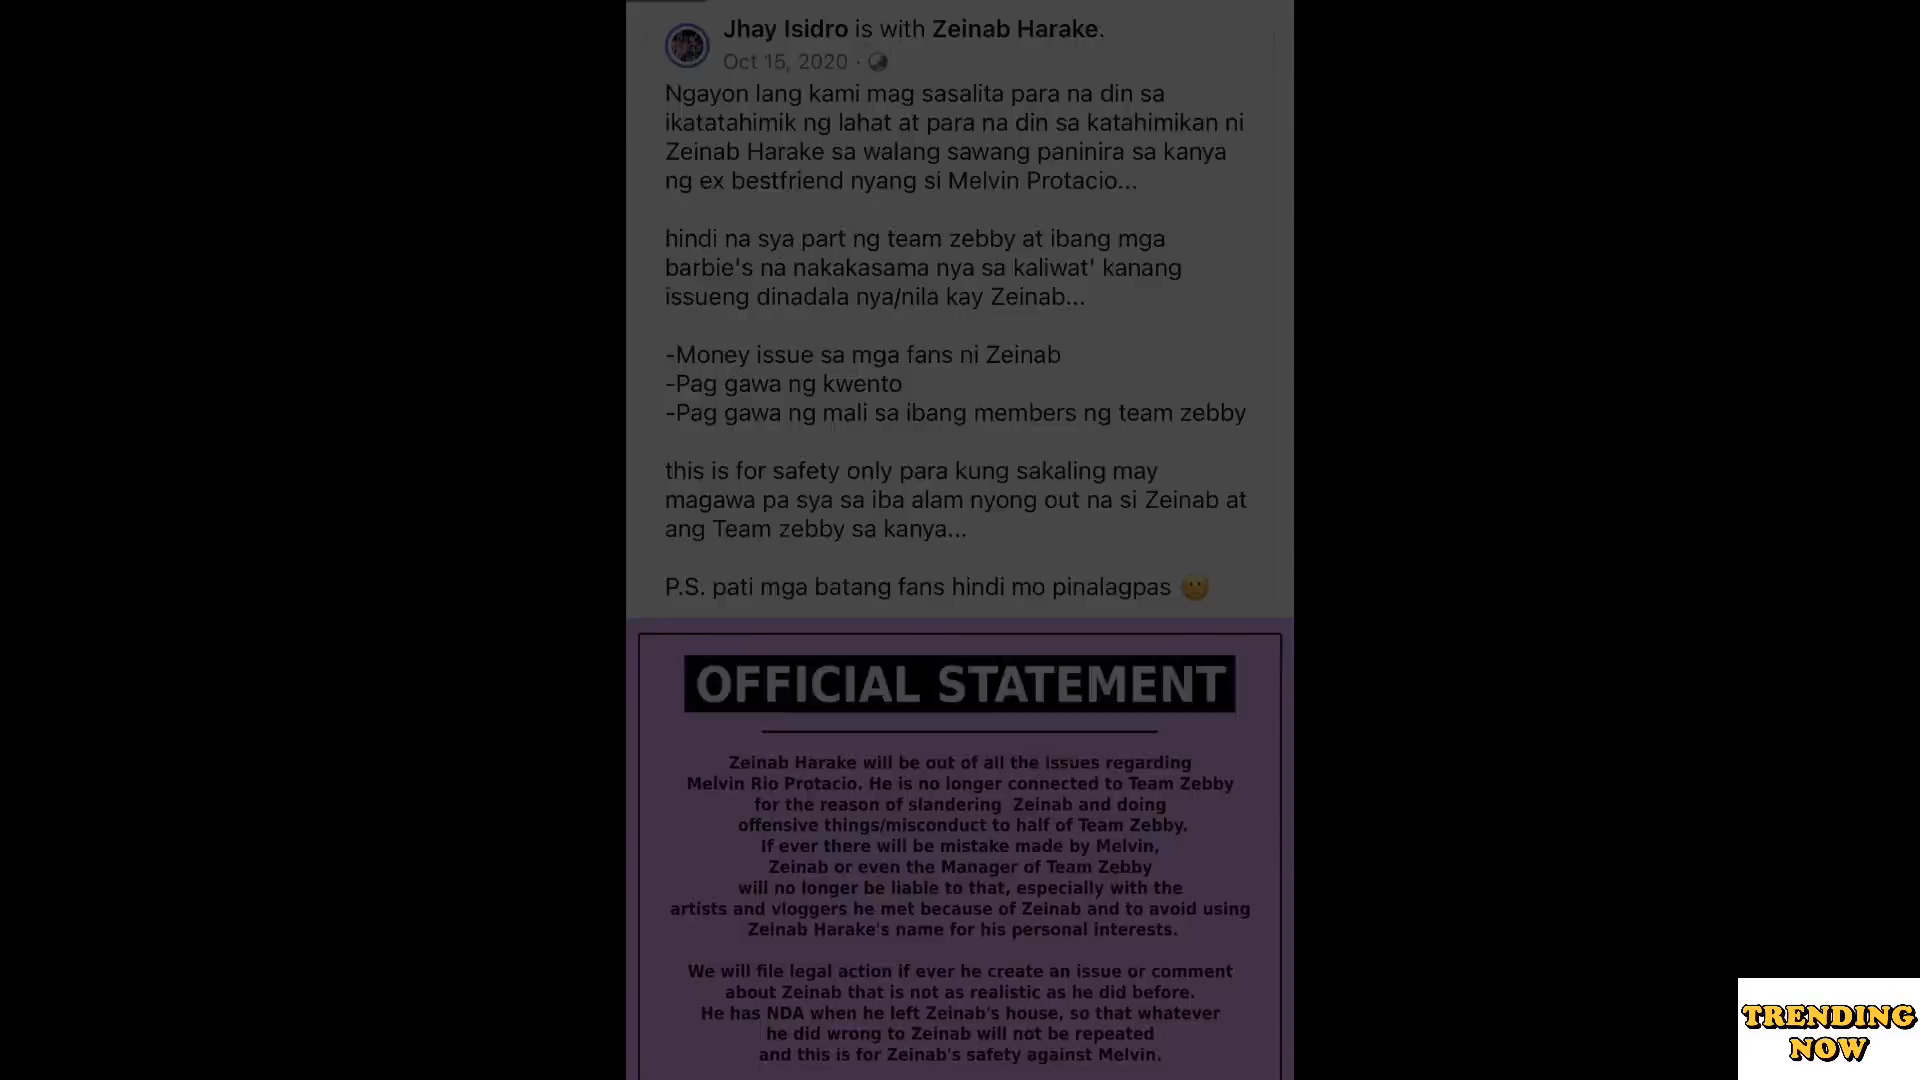 Jhay Isidro is with Zeinab Harake.
Oct 15, 2020 ·
Ngayon lang kami mag sasalita para na din sa
ikatatahimik ng lahat at para na din sa katahimikan ni
Zeinab Harake sa walang sawang paninira sa kanya
ng ex bestfriend nyang si Melvin Protacio...
hindi na sya part ng team zebby at ibang mga
barbie's na nakakasama nya sa kaliwat' kanang
issueng dinadala nya/nila kay Zeinab...
-Money issue sa mga fans ni Zeinab
-Pag gawa ng kwento
-Pag gawa ng mali sa ibang members ng team zebby
this is for safety only para kung sakaling may
magawa pa sya sa iba alam nyong out na si Zeinab at
ang Team zebby sa kanya...
P.S. pati mga batang fans hindi mo pinalagpas 🙂
OFFICIAL STATEMENT
Zeinab Harake will be out of all the issues regarding
Melvin Rio Protacio. He is no longer connected to Team Zebby
for the reason of slandering Zeinab and doing
offensive things/misconduct to half of Team Zebby.
If ever there will be mistake made by Melvin,
Zeinab or even the Manager of Team Zebby
will no longer be liable to that, especially with the
artists and vloggers he met because of Zeinab and to avoid using
Zeinab Harake's name for his personal interests.
We will file legal action if ever he create an issue or comment
about Zeinab that is not as realistic as he did before.
He has NDA when he left Zeinab's house, so that whatever
he did wrong to Zeinab will not be repeated
and this is for Zeinab's safety against Melvin.
TRENDING
NOW